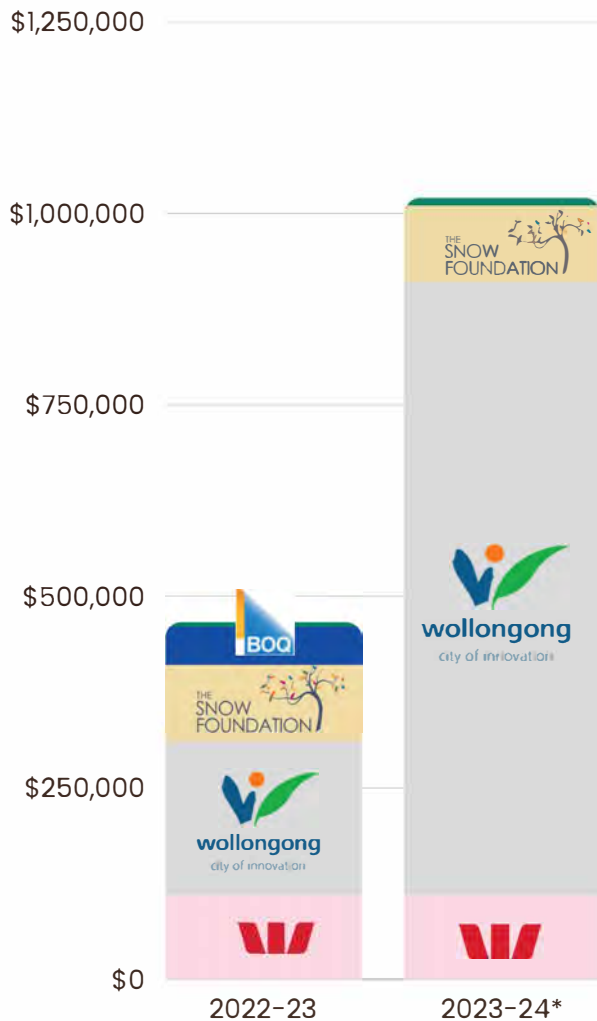 $1,250,000
$1,000,000
$750,000
$500,000
$250,000
$0
BOQ
THE
SNOW
FOUNDATION
wollongong
city of innovation
THE
SNOW
FOUNDATION
wollongong
city of innovation
2022-23
2023-24*